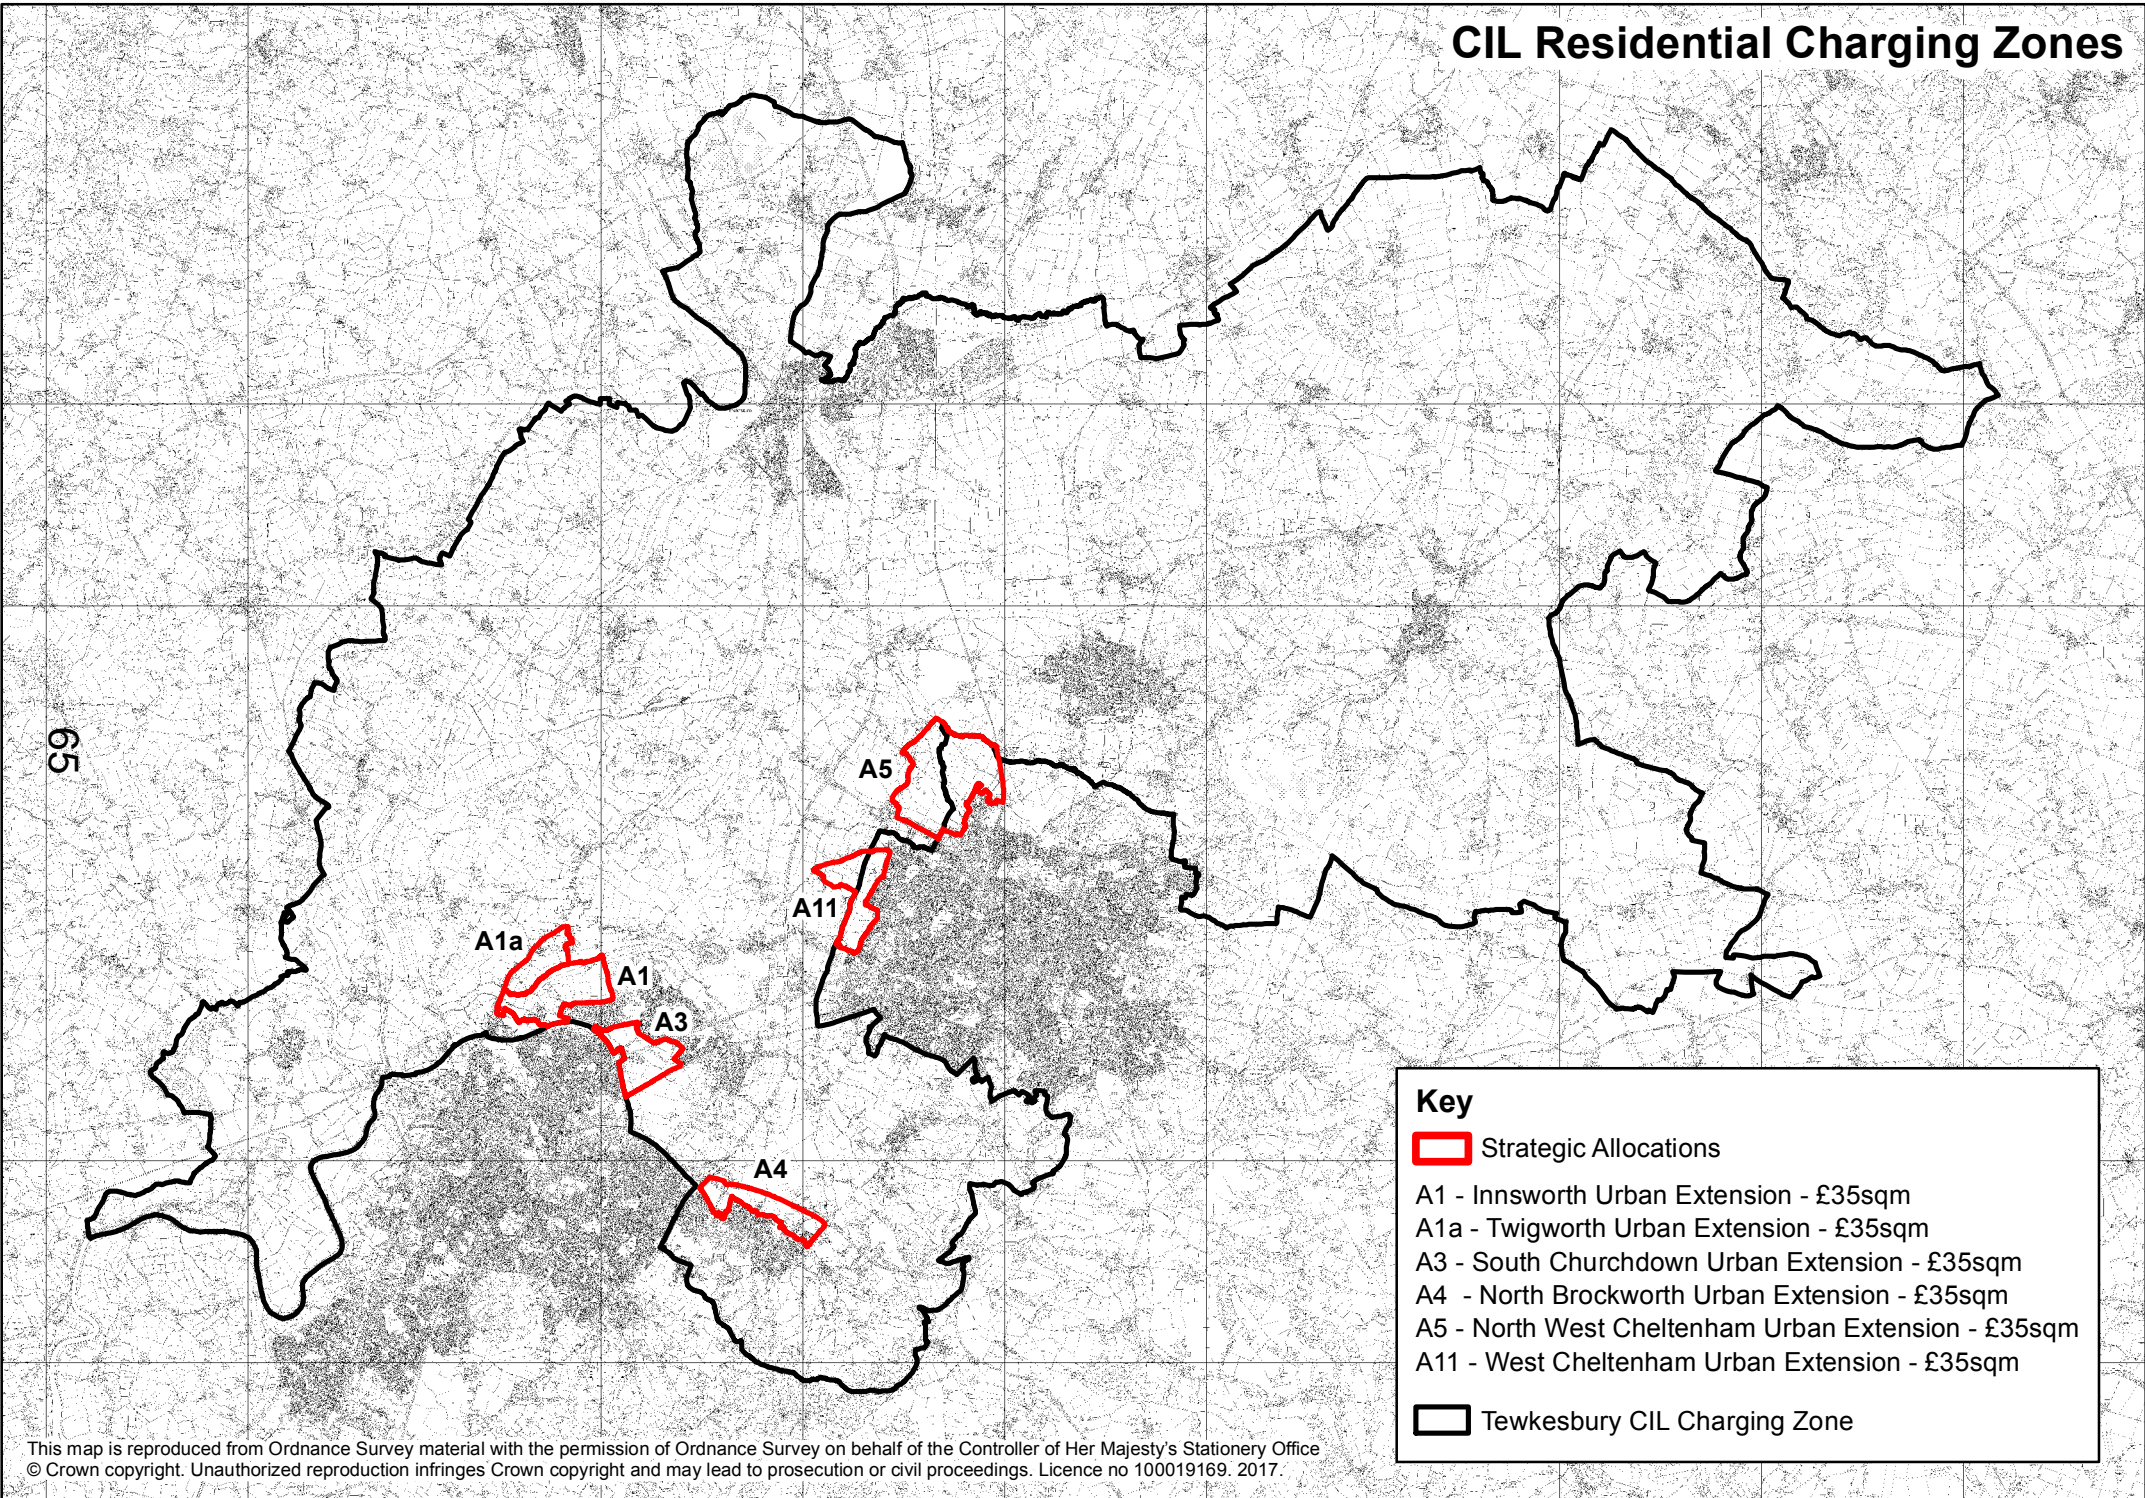 CIL Residential Charging Zones
65
A5
A11
A1a
A1
A3
A4
Key
Strategic Allocations
A1 - Innsworth Urban Extension - £35sqm
A1a - Twigworth Urban Extension - £35sqm
A3 - South Churchdown Urban Extension - £35sqm
A4 - North Brockworth Urban Extension - £35sqm
A5 - North West Cheltenham Urban Extension - £35sqm
A11 - West Cheltenham Urban Extension - £35sqm
Tewkesbury CIL Charging Zone
This map is reproduced from Ordnance Survey material with the permission of Ordnance Survey on behalf of the Controller of Her Majesty's Stationery Office
© Crown copyright. Unauthorized reproduction infringes Crown copyright and may lead to prosecution or civil proceedings. Licence no 100019169. 2017.